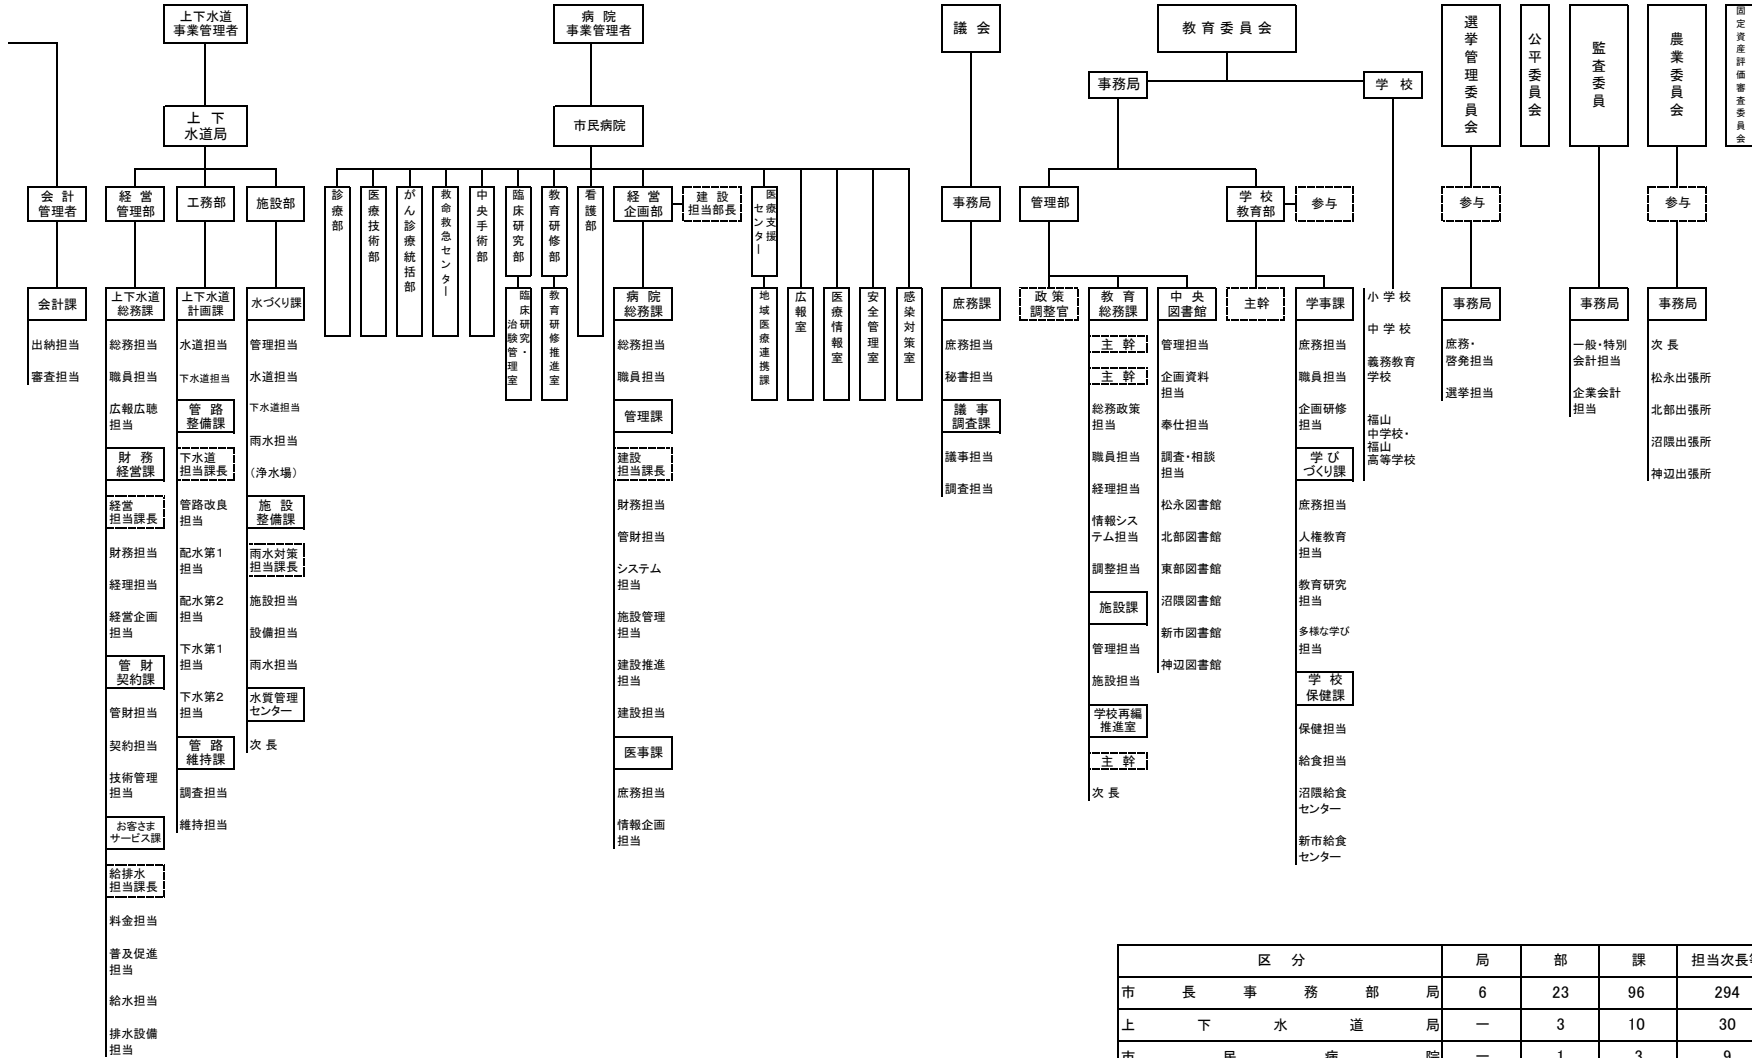 上下水道
事業管理者
病 院
事業管理者
議 会
教 育 委 員 会
選挙管理委員会
公平委員会
監査委員
農業委員会
固定資産評価審査委員会
事務局
学 校
上 下
水道局
市民病院
会 計
管理者
経 営
管理部
工務部
施設部
診療部
医療技術部
がん診療統括部
救命救急センター
中央手術部
臨床研究部
教育研修部
看護部
経 営
企画部
建 設
担当部長
医療支援
センター
広報室
医療情報室
安全管理室
感染対策室
事務局
管理部
学 校
教育部
参与
参与
参与
臨床研究・
治験管理室
教育研修推進室
地域医療連携課
会計課
出納担当
審査担当
上下水道
総務課
総務担当
職員担当
広報広聴
担当
財 務
経営課
経営
担当課長
財務担当
経理担当
経営企画
担当
管 財
契約課
管財担当
契約担当
技術管理
担当
お客さま
サービス課
給排水
担当課長
料金担当
普及促進
担当
給水担当
排水設備
担当
上下水道
計画課
水道担当
下水道担当
管 路
整備課
下水道
担当課長
管路改良
担当
配水第1
担当
配水第2
担当
下水第1
担当
下水第2
担当
管 路
維持課
調査担当
維持担当
水づくり課
管理担当
水道担当
下水道担当
雨水担当
(浄水場)
施 設
整備課
雨水対策
担当課長
施設担当
設備担当
雨水担当
水質管理
センター
次 長
病 院
総務課
総務担当
職員担当
管理課
建設
担当課長
財務担当
管財担当
システム
担当
施設管理
担当
建設推進
担当
建設担当
医事課
庶務担当
情報企画
担当
庶務課
庶務担当
秘書担当
議 事
調査課
議事担当
調査担当
政 策
調整官
教 育
総務課
主 幹
主 幹
総務政策
担当
職員担当
経理担当
情報シス
テム担当
調整担当
施設課
管理担当
施設担当
学校再編
推進室
主 幹
次 長
中 央
図書館
管理担当
企画資料
担当
奉仕担当
調査・相談
担当
松永図書館
北部図書館
東部図書館
沼隈図書館
新市図書館
神辺図書館
主幹
学事課
庶務担当
職員担当
企画研修
担当
学 び
づくり課
庶務担当
人権教育
担当
教育研究
担当
多様な学び
担当
学 校
保健課
保健担当
給食担当
沼隈給食
センター
新市給食
センター
小 学 校
中 学 校
義務教育
学校
福山
中学校・
福山
高等学校
事務局
庶務・
啓発担当
選挙担当
事務局
一般・特別
会計担当
企業会計
担当
事務局
次 長
松永出張所
北部出張所
沼隈出張所
神辺出張所
区 分 局 部 課 担当次長等
市 長 事 務 部 局 6 23 96 294
上 下 水 道 局 — 3 10 30
市 民 病 院 — 1 3 9